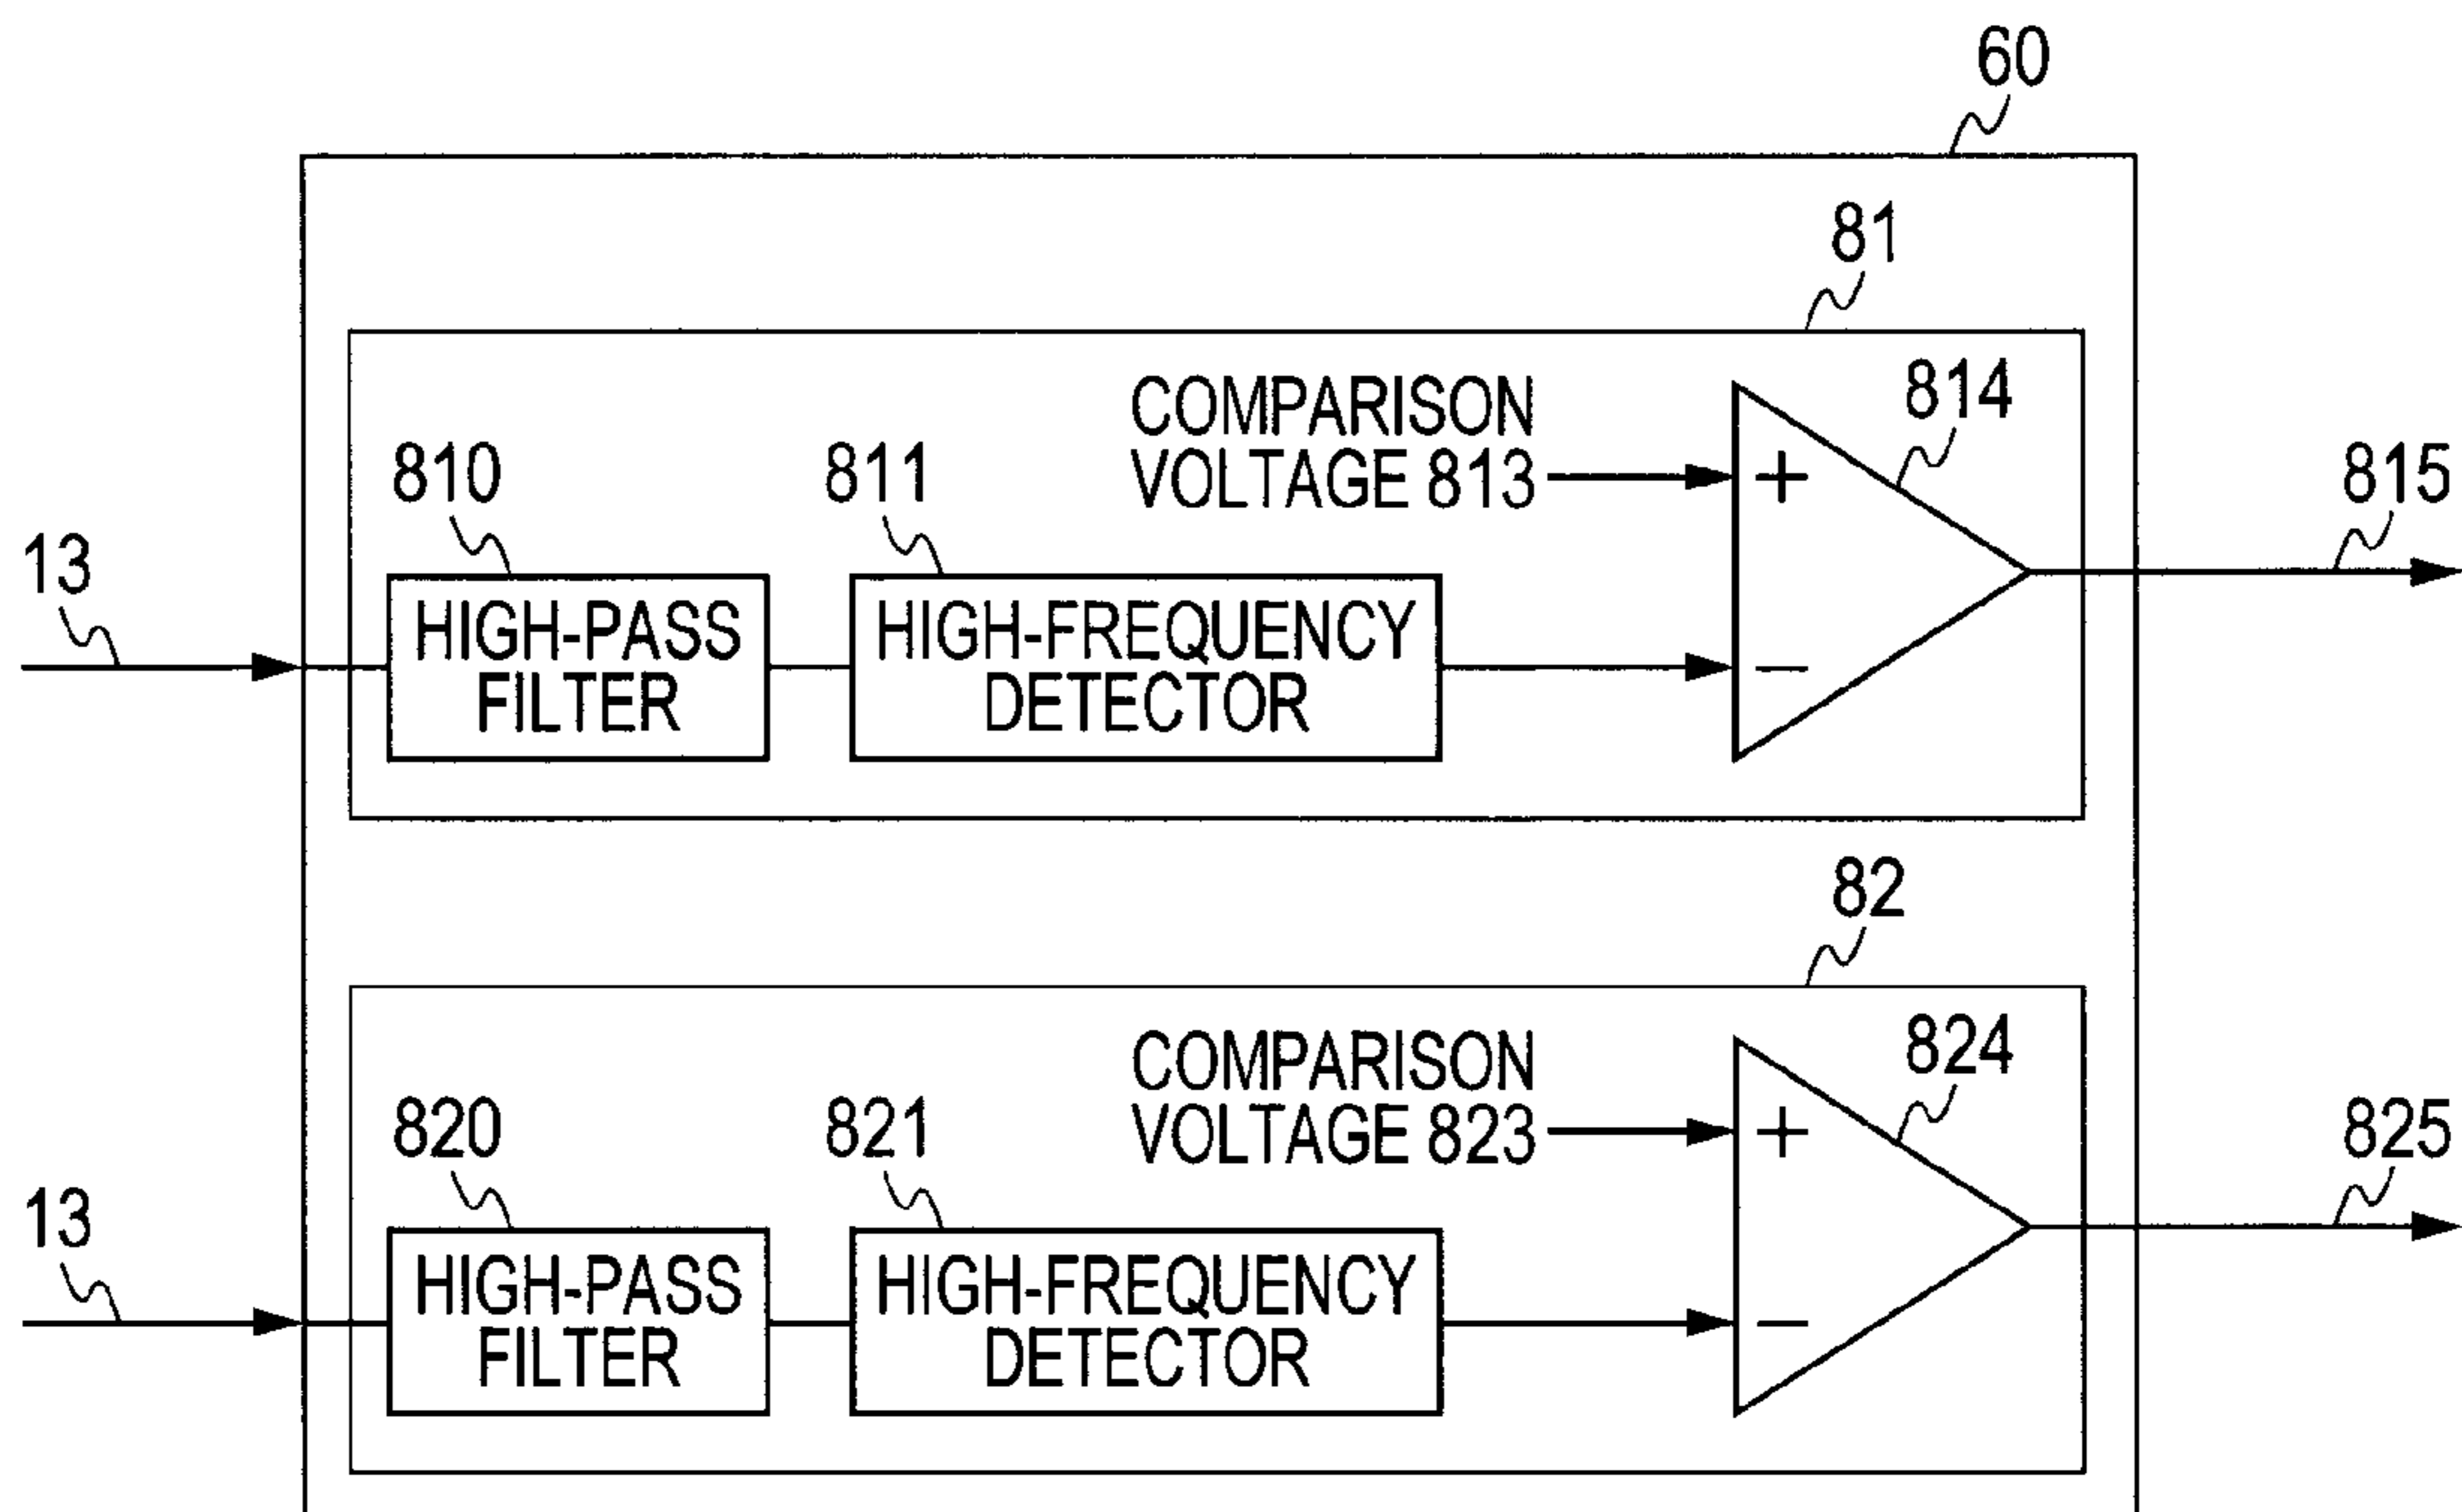 60
81
COMPARISON
VOLTAGE 813
814
+
−
810
811
815
13
HIGH-PASS
FILTER
HIGH-FREQUENCY
DETECTOR
82
COMPARISON
VOLTAGE 823
824
+
−
820
821
825
13
HIGH-PASS
FILTER
HIGH-FREQUENCY
DETECTOR